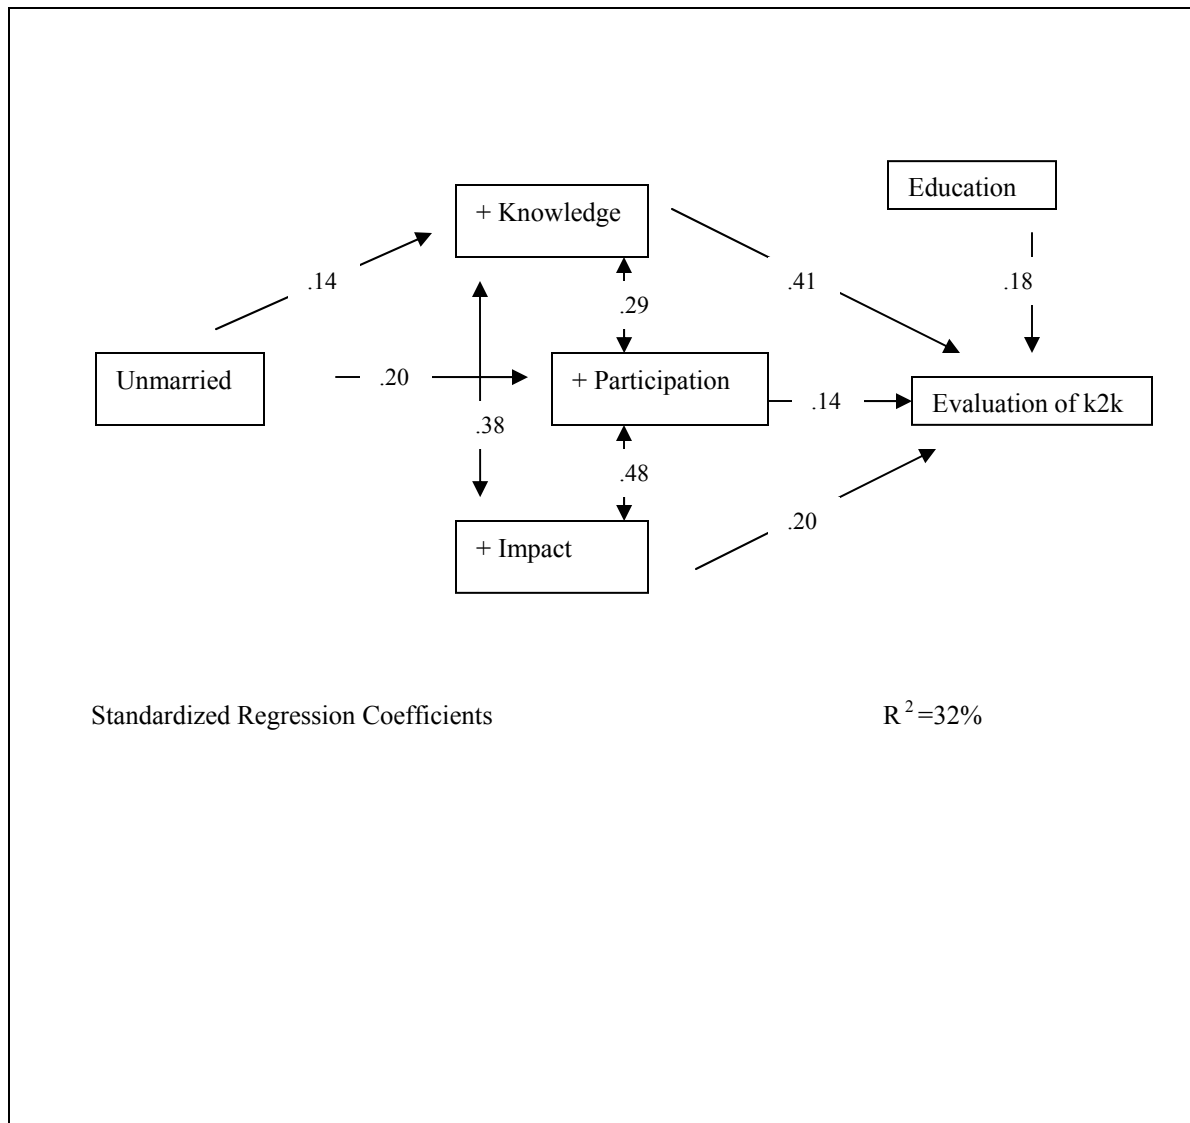 Education
+ Knowledge
.14
.41
.18
.29
Unmarried
.20
+ Participation
.14
Evaluation of k2k
.38
.48
.20
+ Impact
Standardized Regression Coefficients
R 2 =32%